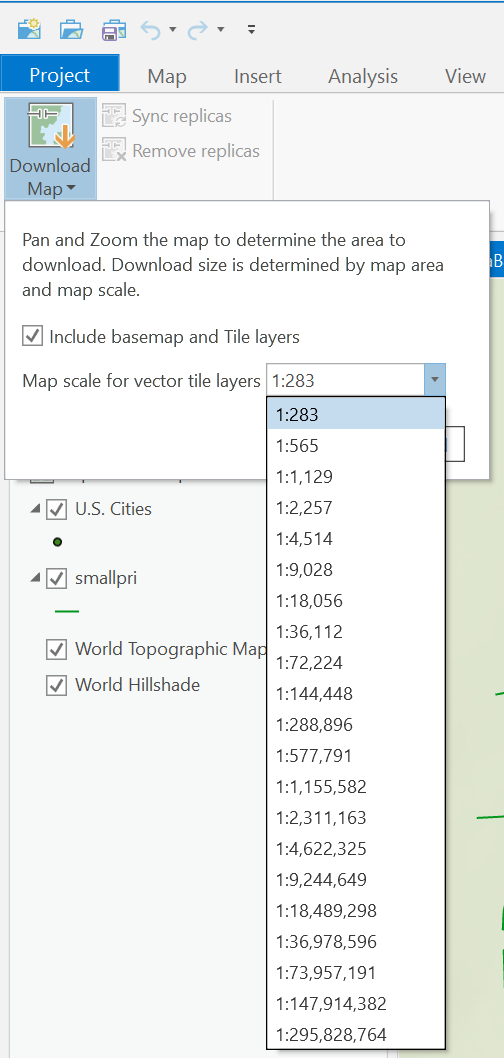 Project
Map
Insert
Analysis
View
Download
Map
Sync replicas
Remove replicas
Pan and Zoom the map to determine the area to
download. Download size is determined by map area
and map scale.
Include basemap and Tile layers
Map scale for vector tile layers 1:283
1:283
1:565
1:1,129
1:2,257
1:4,514
1:9,028
1:18,056
1:36,112
1:72,224
1:144,448
1:288,896
1:577,791
1:1,155,582
1:2,311,163
1:4,622,325
1:9,244,649
1:18,489,298
1:36,978,596
1:73,957,191
1:147,914,382
1:295,828,764
U.S. Cities
smallpri
World Topographic Map
World Hillshade